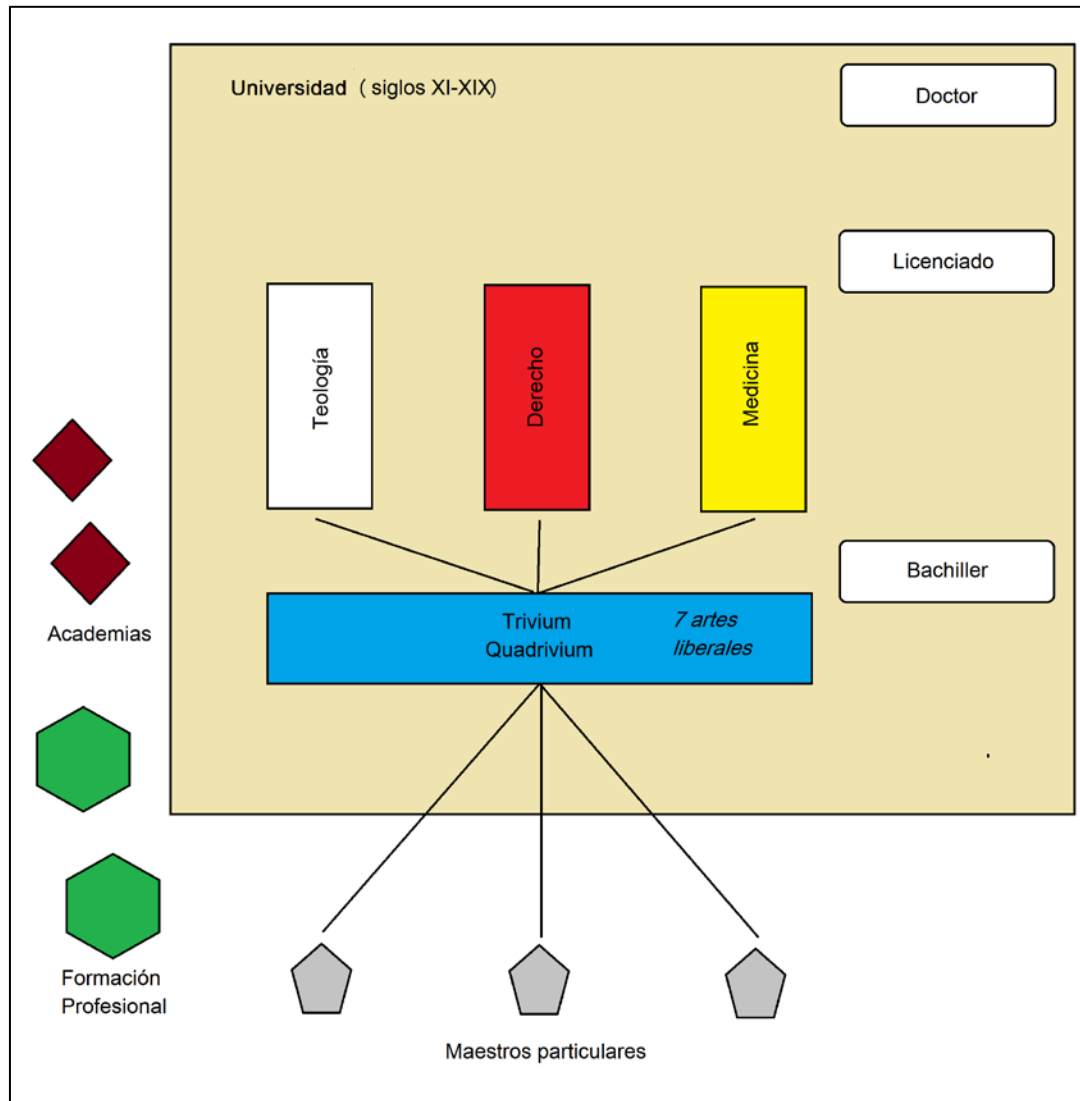 Universidad ( siglos XI-XIX)
Doctor
Licenciado
Teología
Derecho
Medicina
Bachiller
Trivium
Quadrivium
7 artes
liberales
Academias
Formación
Profesional
Maestros particulares